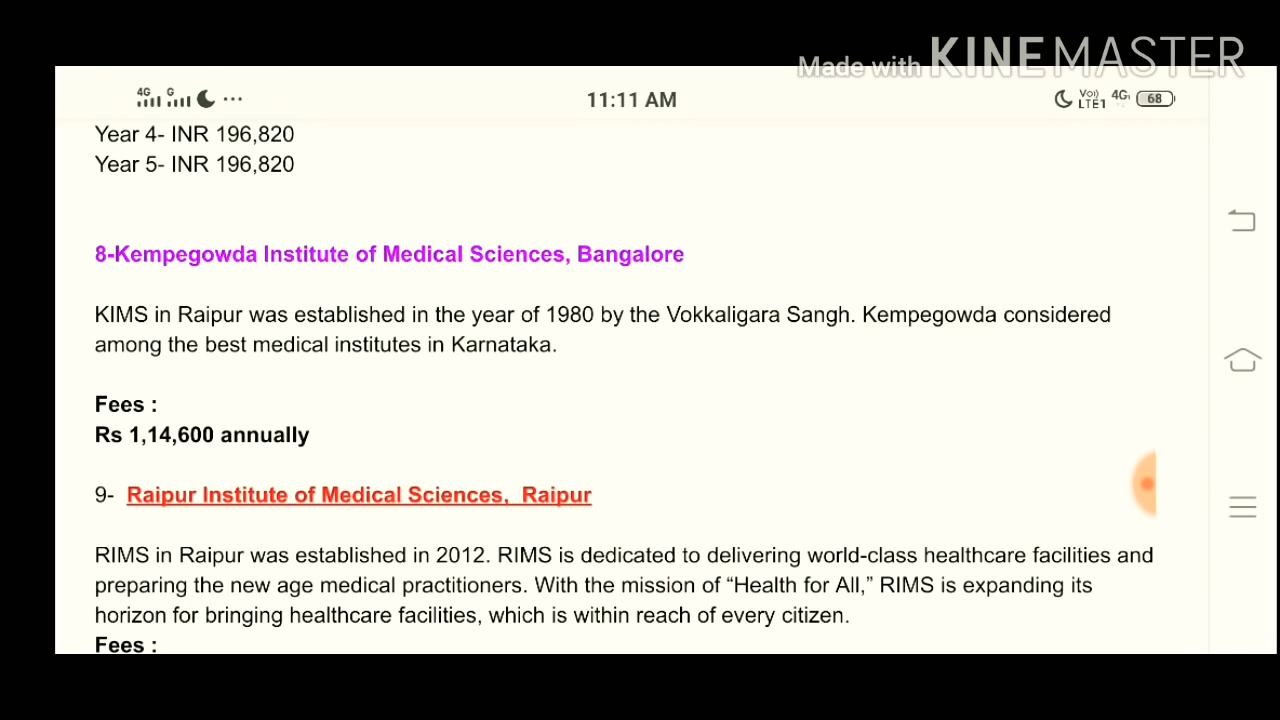 Made with KINEMASTER
4G G ... 11:11 AM Vo) LTE1 4G 68
Year 4- INR 196,820
Year 5- INR 196,820
8-Kempegowda Institute of Medical Sciences, Bangalore
KIMS in Raipur was established in the year of 1980 by the Vokkaligara Sangh. Kempegowda considered
among the best medical institutes in Karnataka.
Fees :
Rs 1,14,600 annually
9- Raipur Institute of Medical Sciences, Raipur
RIMS in Raipur was established in 2012. RIMS is dedicated to delivering world-class healthcare facilities and
preparing the new age medical practitioners. With the mission of “Health for All,” RIMS is expanding its
horizon for bringing healthcare facilities, which is within reach of every citizen.
Fees :